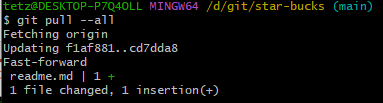 tetz@DESKTOP-P7Q4OLL MINGW64 /d/git/star-bucks (main)
$ git pull --all
Fetching origin
Updating f1af881..cd7dda8
Fast-forward
 readme.md | 1 +
 1 file changed, 1 insertion(+)